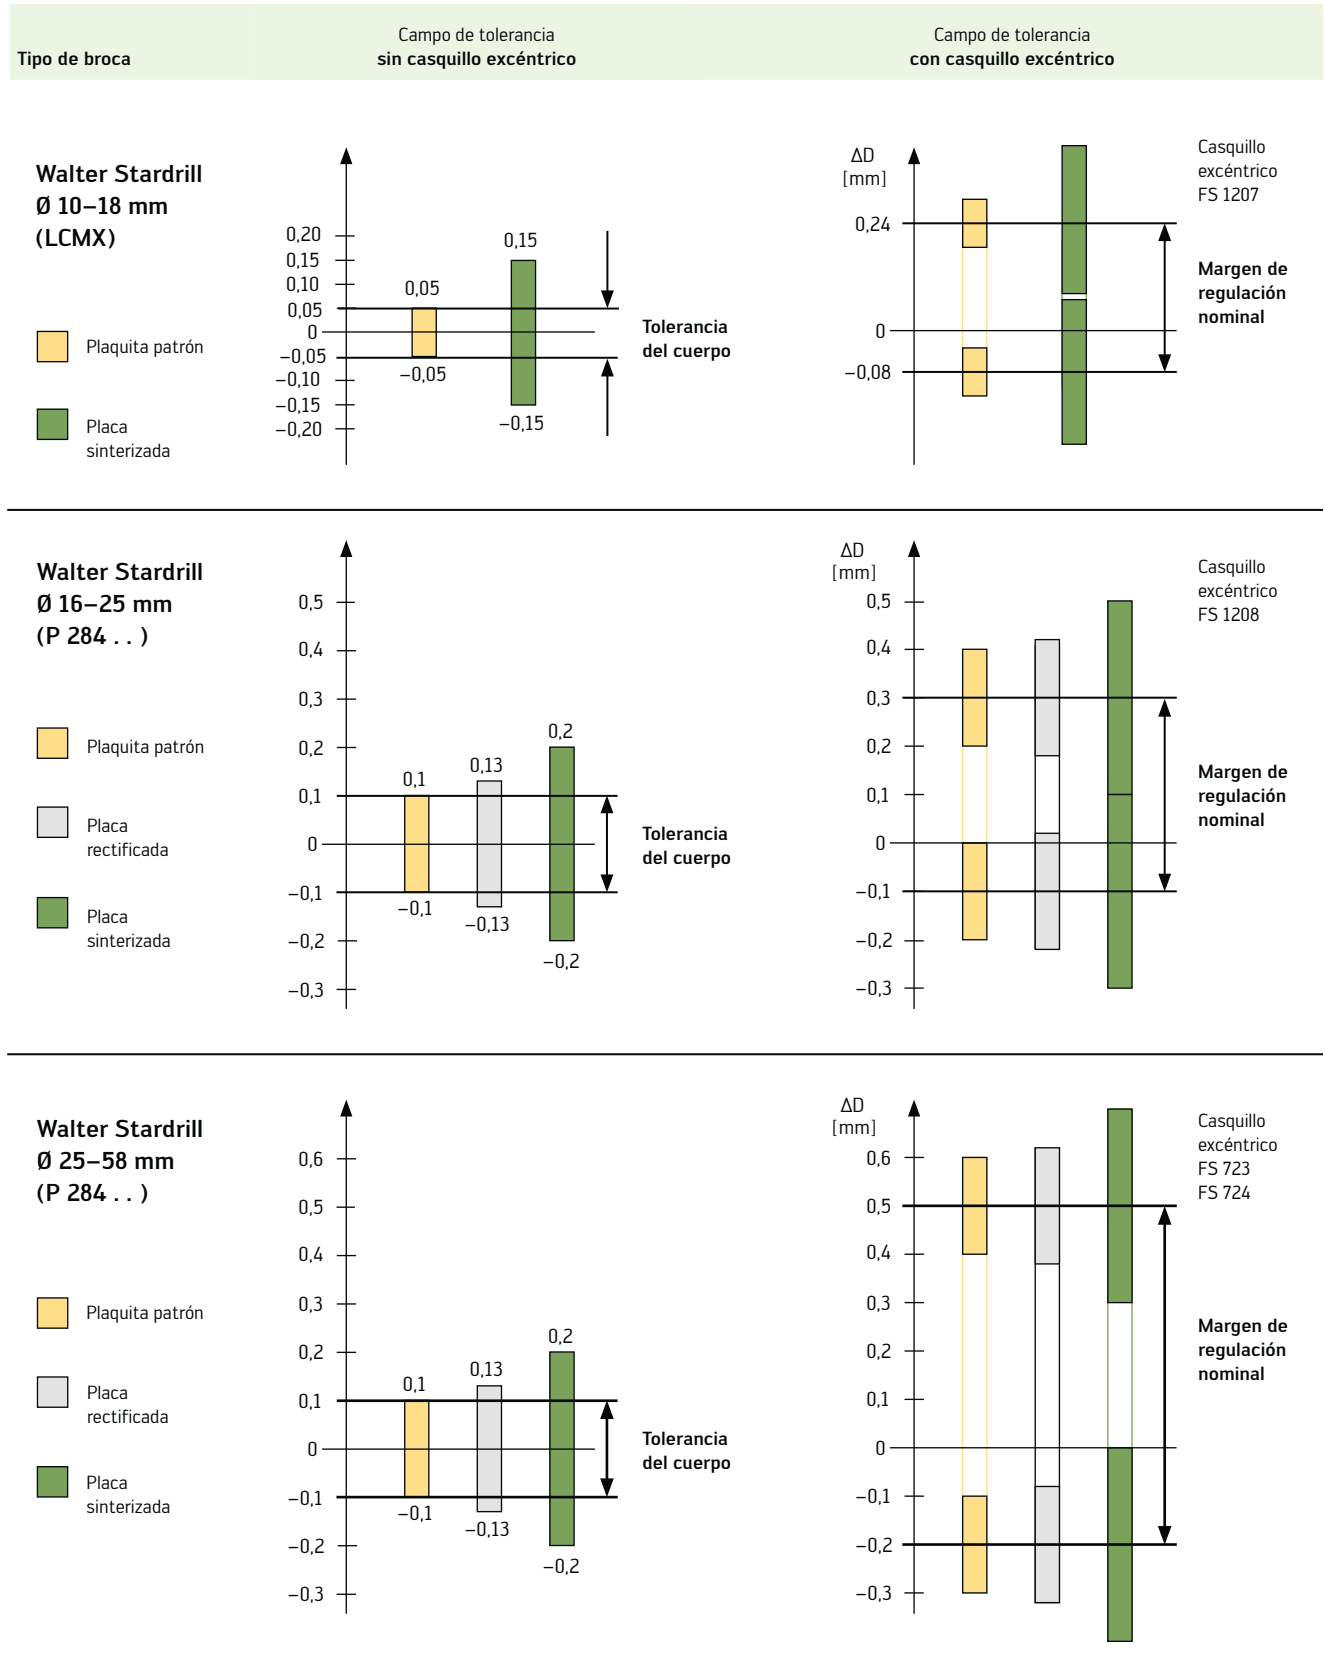 Tipo de broca
Campo de tolerancia
sin casquillo excéntrico
Campo de tolerancia
con casquillo excéntrico
Walter Stardrill
Ø 10–18 mm
(LCMX)
Plaquita patrón
Placa
sinterizada
0,20
0,15
0,10
0,05
0
–0,05
–0,10
–0,15
–0,20
0,05
–0,05
0,15
–0,15
Tolerancia
del cuerpo
ΔD
[mm]
0,24
0
–0,08
Casquillo
excéntrico
FS 1207
Margen de
regulación
nominal
Walter Stardrill
Ø 16–25 mm
(P 284 . . )
Plaquita patrón
Placa
rectificada
Placa
sinterizada
0,5
0,4
0,3
0,2
0,1
0
–0,1
–0,2
–0,3
0,1
–0,1
0,13
–0,13
0,2
–0,2
Tolerancia
del cuerpo
ΔD
[mm]
0,5
0,4
0,3
0,2
0,1
0
–0,1
–0,2
–0,3
Casquillo
excéntrico
FS 1208
Margen de
regulación
nominal
Walter Stardrill
Ø 25–58 mm
(P 284 . . )
Plaquita patrón
Placa
rectificada
Placa
sinterizada
0,6
0,5
0,4
0,3
0,2
0,1
0
–0,1
–0,2
–0,3
0,1
–0,1
0,13
–0,13
0,2
–0,2
Tolerancia
del cuerpo
ΔD
[mm]
0,6
0,5
0,4
0,3
0,2
0,1
0
–0,1
–0,2
–0,3
Casquillo
excéntrico
FS 723
FS 724
Margen de
regulación
nominal